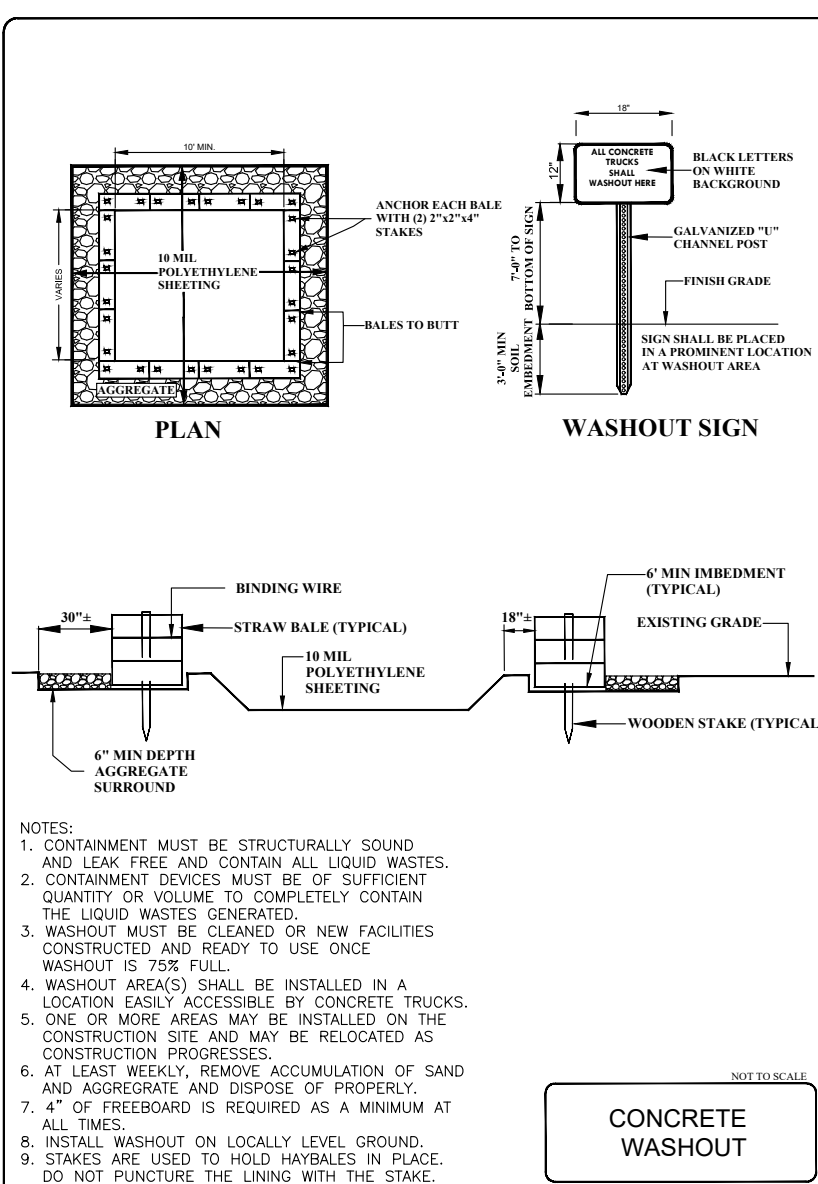 10' MIN.
VARIES
10 MIL
POLYETHYLENE
SHEETING
AGGREGATE
ANCHOR EACH BALE
WITH (2) 2"x2"x4"
STAKES
BALES TO BUTT
PLAN
18"
12"
ALL CONCRETE
TRUCKS
SHALL
WASHOUT HERE
BLACK LETTERS
ON WHITE
BACKGROUND
7'-0" TO
BOTTOM OF SIGN
GALVANIZED "U"
CHANNEL POST
FINISH GRADE
3'-0" MIN
SOIL
EMBEDMENT
SIGN SHALL BE PLACED
IN A PROMINENT LOCATION
AT WASHOUT AREA
WASHOUT SIGN
30"±
BINDING WIRE
STRAW BALE (TYPICAL)
10 MIL
POLYETHYLENE
SHEETING
6" MIN DEPTH
AGGREGATE
SURROUND
18"±
6' MIN IMBEDMENT
(TYPICAL)
EXISTING GRADE
WOODEN STAKE (TYPICAL
NOTES:
1. CONTAINMENT MUST BE STRUCTURALLY SOUND
AND LEAK FREE AND CONTAIN ALL LIQUID WASTES.
2. CONTAINMENT DEVICES MUST BE OF SUFFICIENT
QUANTITY OR VOLUME TO COMPLETELY CONTAIN
THE LIQUID WASTES GENERATED.
3. WASHOUT MUST BE CLEANED OR NEW FACILITIES
CONSTRUCTED AND READY TO USE ONCE
WASHOUT IS 75% FULL.
4. WASHOUT AREA(S) SHALL BE INSTALLED IN A
LOCATION EASILY ACCESSIBLE BY CONCRETE TRUCKS.
5. ONE OR MORE AREAS MAY BE INSTALLED ON THE
CONSTRUCTION SITE AND MAY BE RELOCATED AS
CONSTRUCTION PROGRESSES.
6. AT LEAST WEEKLY, REMOVE ACCUMULATION OF SAND
AND AGGREGRATE AND DISPOSE OF PROPERLY.
7. 4" OF FREEBOARD IS REQUIRED AS A MINIMUM AT
ALL TIMES.
8. INSTALL WASHOUT ON LOCALLY LEVEL GROUND.
9. STAKES ARE USED TO HOLD HAYBALES IN PLACE.
DO NOT PUNCTURE THE LINING WITH THE STAKE.
NOT TO SCALE
CONCRETE
WASHOUT